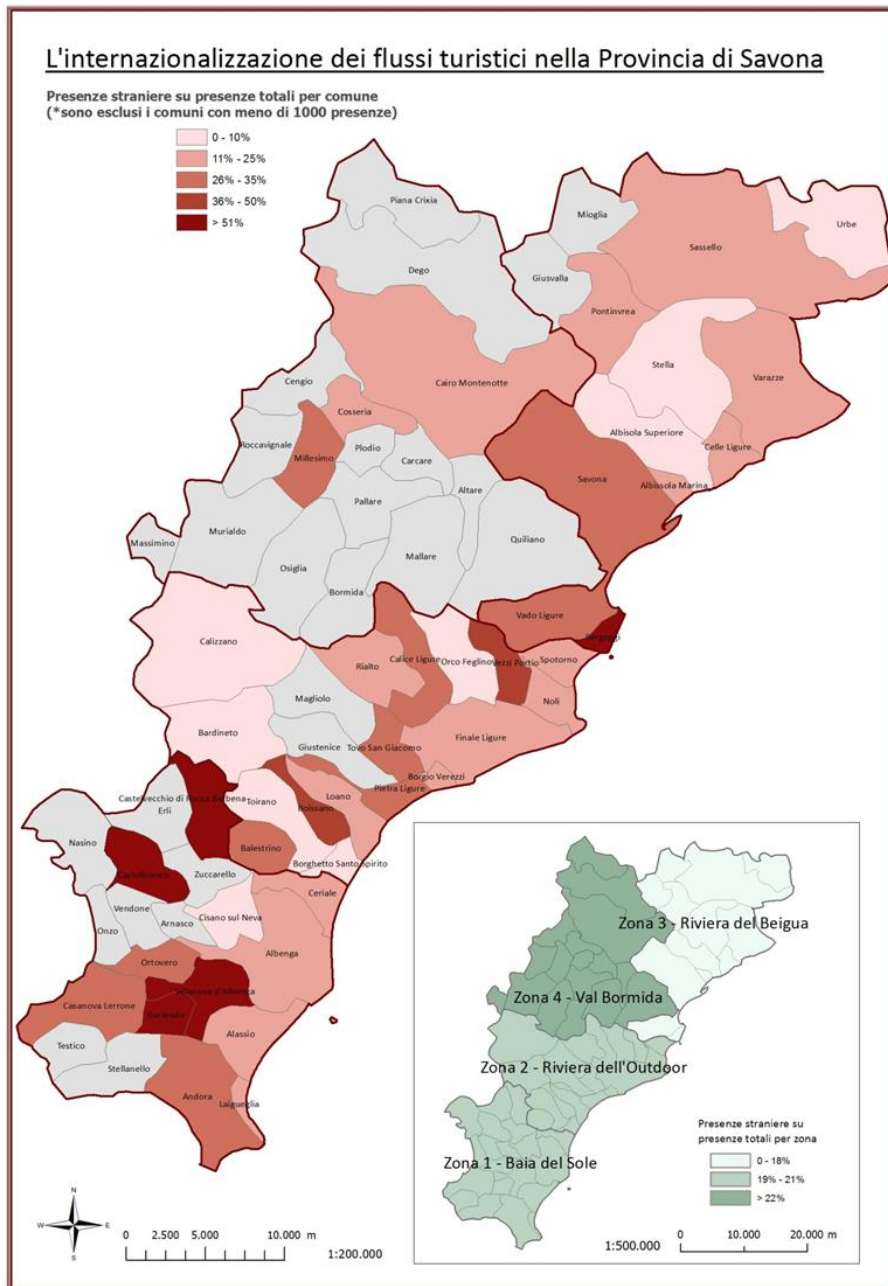 L'internazionalizzazione dei flussi turistici nella Provincia di Savona
Presenze straniere su presenze totali per comune
(*sono esclusi i comuni con meno di 1000 presenze)
0 - 10%
11% - 25%
26% - 35%
36% - 50%
> 51%
Piana Crixia
Mioglia
Urbe
Sassello
Dego
Giusvalla
Pontinvrea
Stella
Varazze
Cengio
Cairo Montenotte
Cosseria
Albisola Superiore
Roccavignale
Millesimo
Plodio
Carcare
Celle Ligure
Savona
Albissola Marina
Altare
Pallare
Murialdo
Quiliano
Massimino
Osiglia
Mallare
Bormida
Vado Ligure
Bergeggi
Calizzano
Calice Ligure
Orco Feglino
Vezzi Portio
Spotorno
Rialto
Magliolo
Noli
Bardineto
Giustenice
Tovo San Giacomo
Finale Ligure
Borgio Verezzi
Pietra Ligure
Castelvecchio di Rocca Barbena
Toirano
Loano
Boissano
Erli
Nasino
Balestrino
Castelbianco
Borghetto Santo Spirito
Zuccarello
Ceriale
Vendone
Cisano sul Neva
Arnasco
Onzo
Albenga
Ortovero
Villanova d'Albenga
Casanova Lerrone
Garlenda
Alassio
Testico
Stellanello
Andora
Laigueglia
N
W
E
S
0
2.500
5.000
10.000
m
1:200.000
Zona 3 - Riviera del Beigua
Zona 4 - Val Bormida
Zona 2 - Riviera dell'Outdoor
Zona 1 - Baia del Sole
Presenze straniere su
presenze totali per zona
0 - 18%
19% - 21%
> 22%
1:500.000
0
10.000
20.000
m